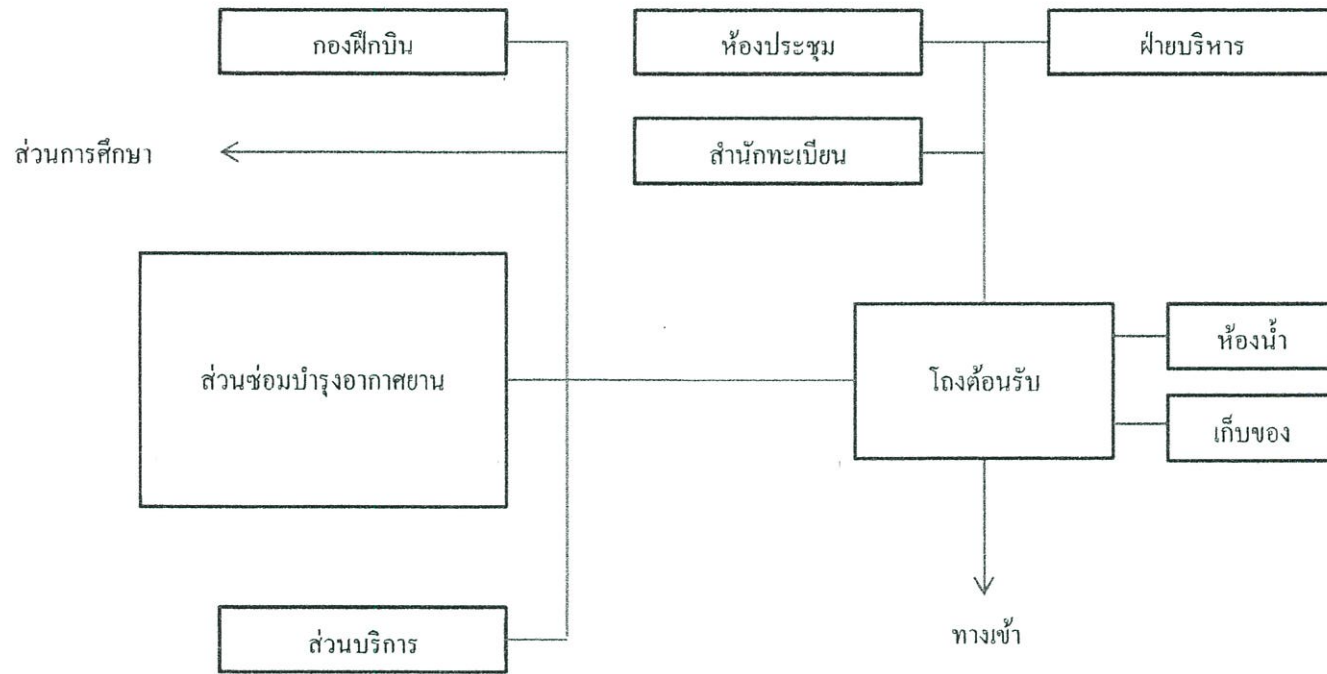 กองฝึกบิน
ห้องประชุม
ฝ่ายบริหาร
ส่วนการศึกษา
สำนักทะเบียน
ส่วนซ่อมบำรุงอากาศยาน
โถงต้อนรับ
ห้องน้ำ
เก็บของ
ส่วนบริการ
ทางเข้า